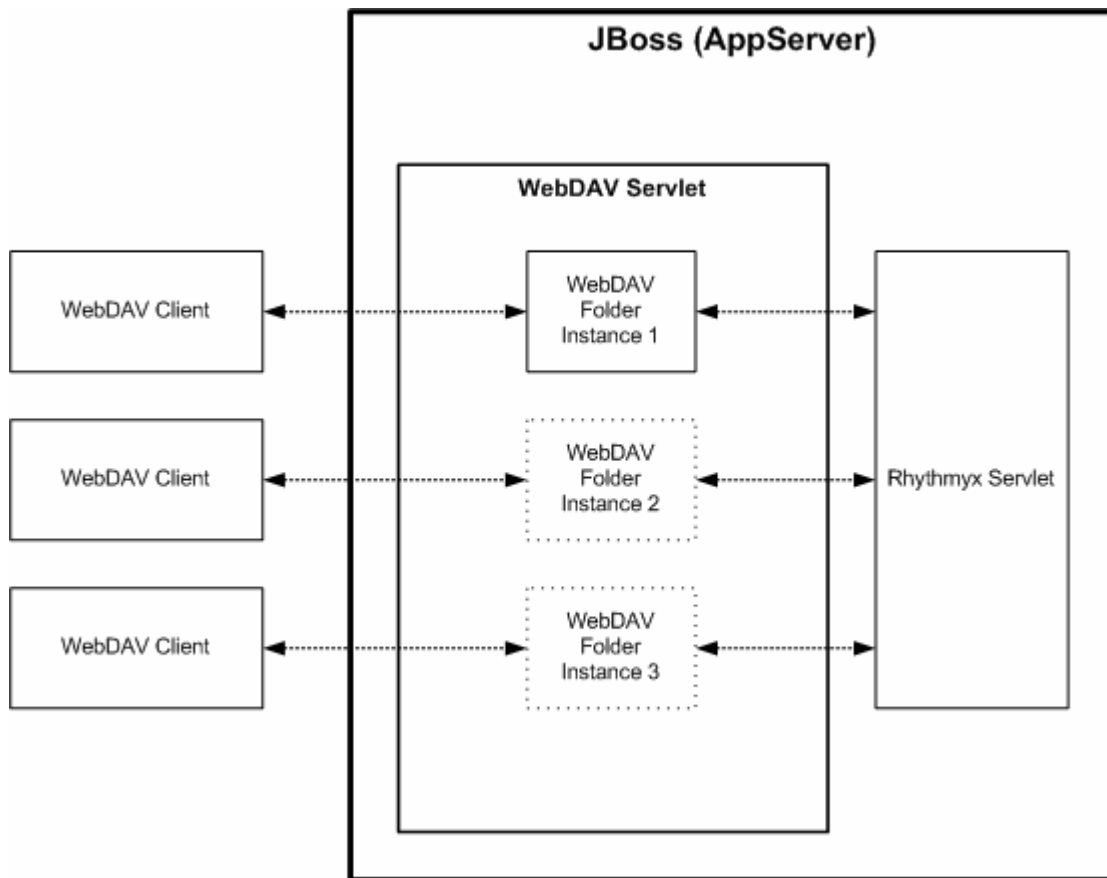 JBoss (AppServer)
WebDAV Servlet
WebDAV Client
WebDAV
Folder
Instance 1
WebDAV Client
WebDAV
Folder
Instance 2
Rhythmyx Servlet
WebDAV Client
WebDAV
Folder
Instance 3